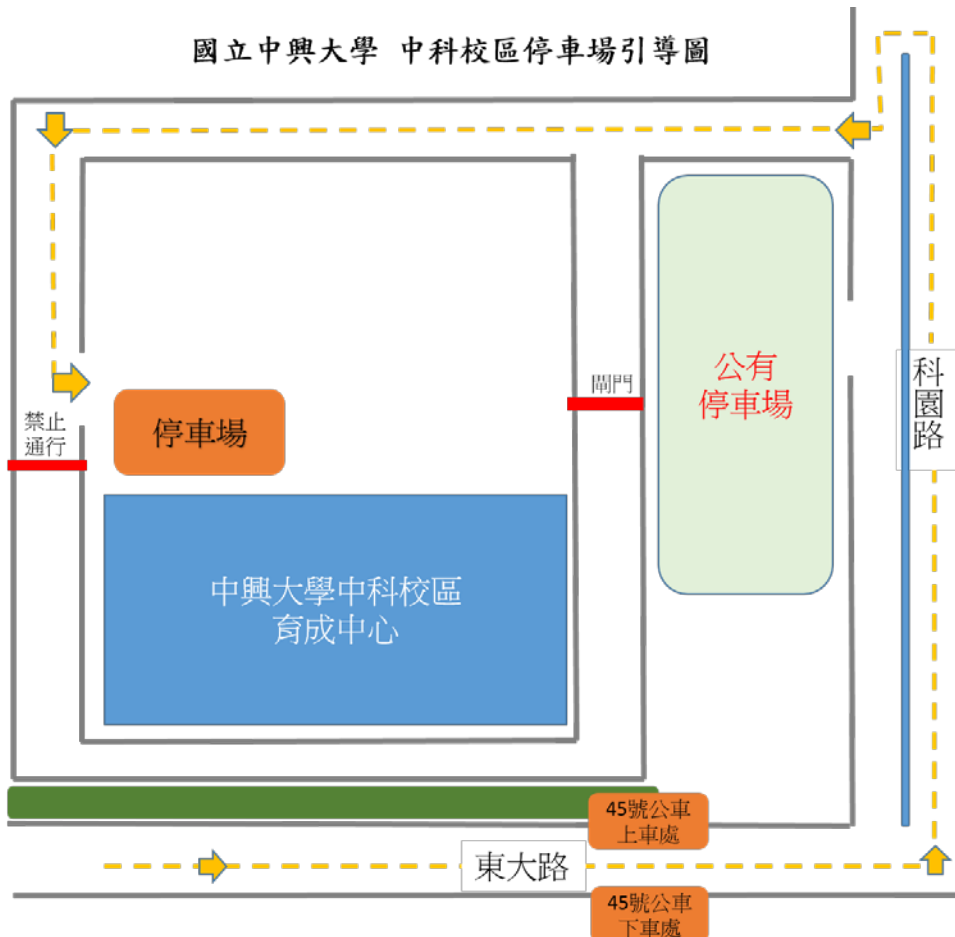 國立中興大學 中科校區停車場引導圖
公有
停車場
科
園
路
閘門
停車場
禁止
通行
中興大學中科校區
育成中心
45號公車
上車處
東大路
45號公車
下車處